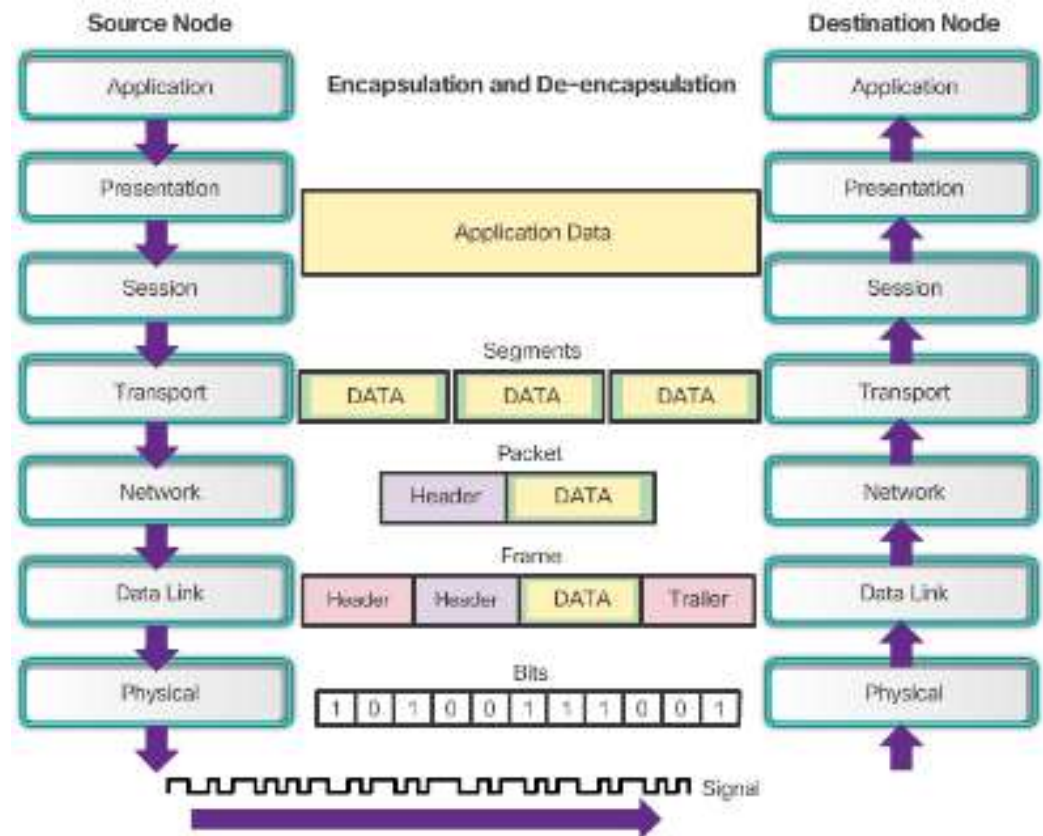 Source Node
Destination Node
Encapsulation and De-encapsulation
Application
Application
Presentation
Application Data
Presentation
Session
Session
Segments
Transport
DATA
DATA
DATA
Transport
Packet
Network
Header
DATA
Network
Frame
Data Link
Header
Header
DATA
Trailer
Data Link
Bits
Physical
1 0 1 0 0 1 1 1 0 0 1
Physical
Signal